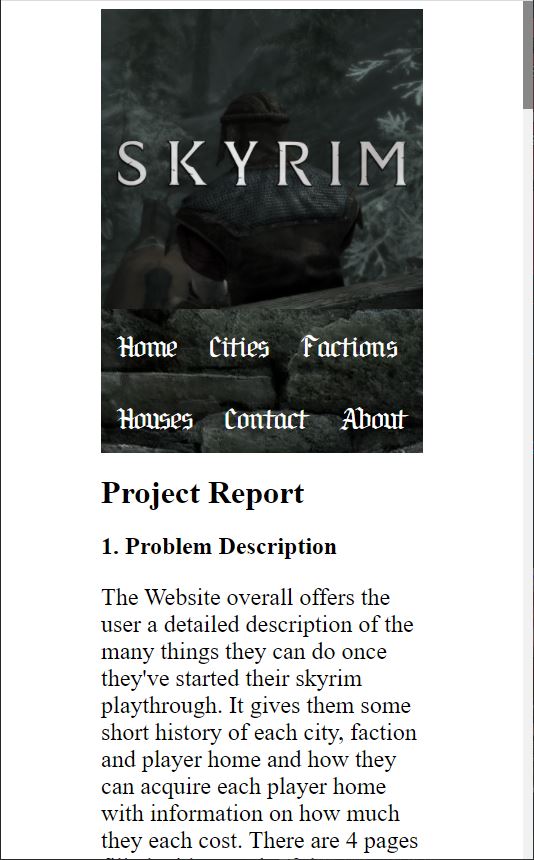 SKYRIM
Home Cities Factions
Houses Contact About
Project Report
1. Problem Description
The Website overall offers the
user a detailed description of the
many things they can do once
they've started their skyrim
playthrough. It gives them some
short history of each city, faction
and player home and how they
can acquire each player home
with information on how much
they each cost. There are 4 pages